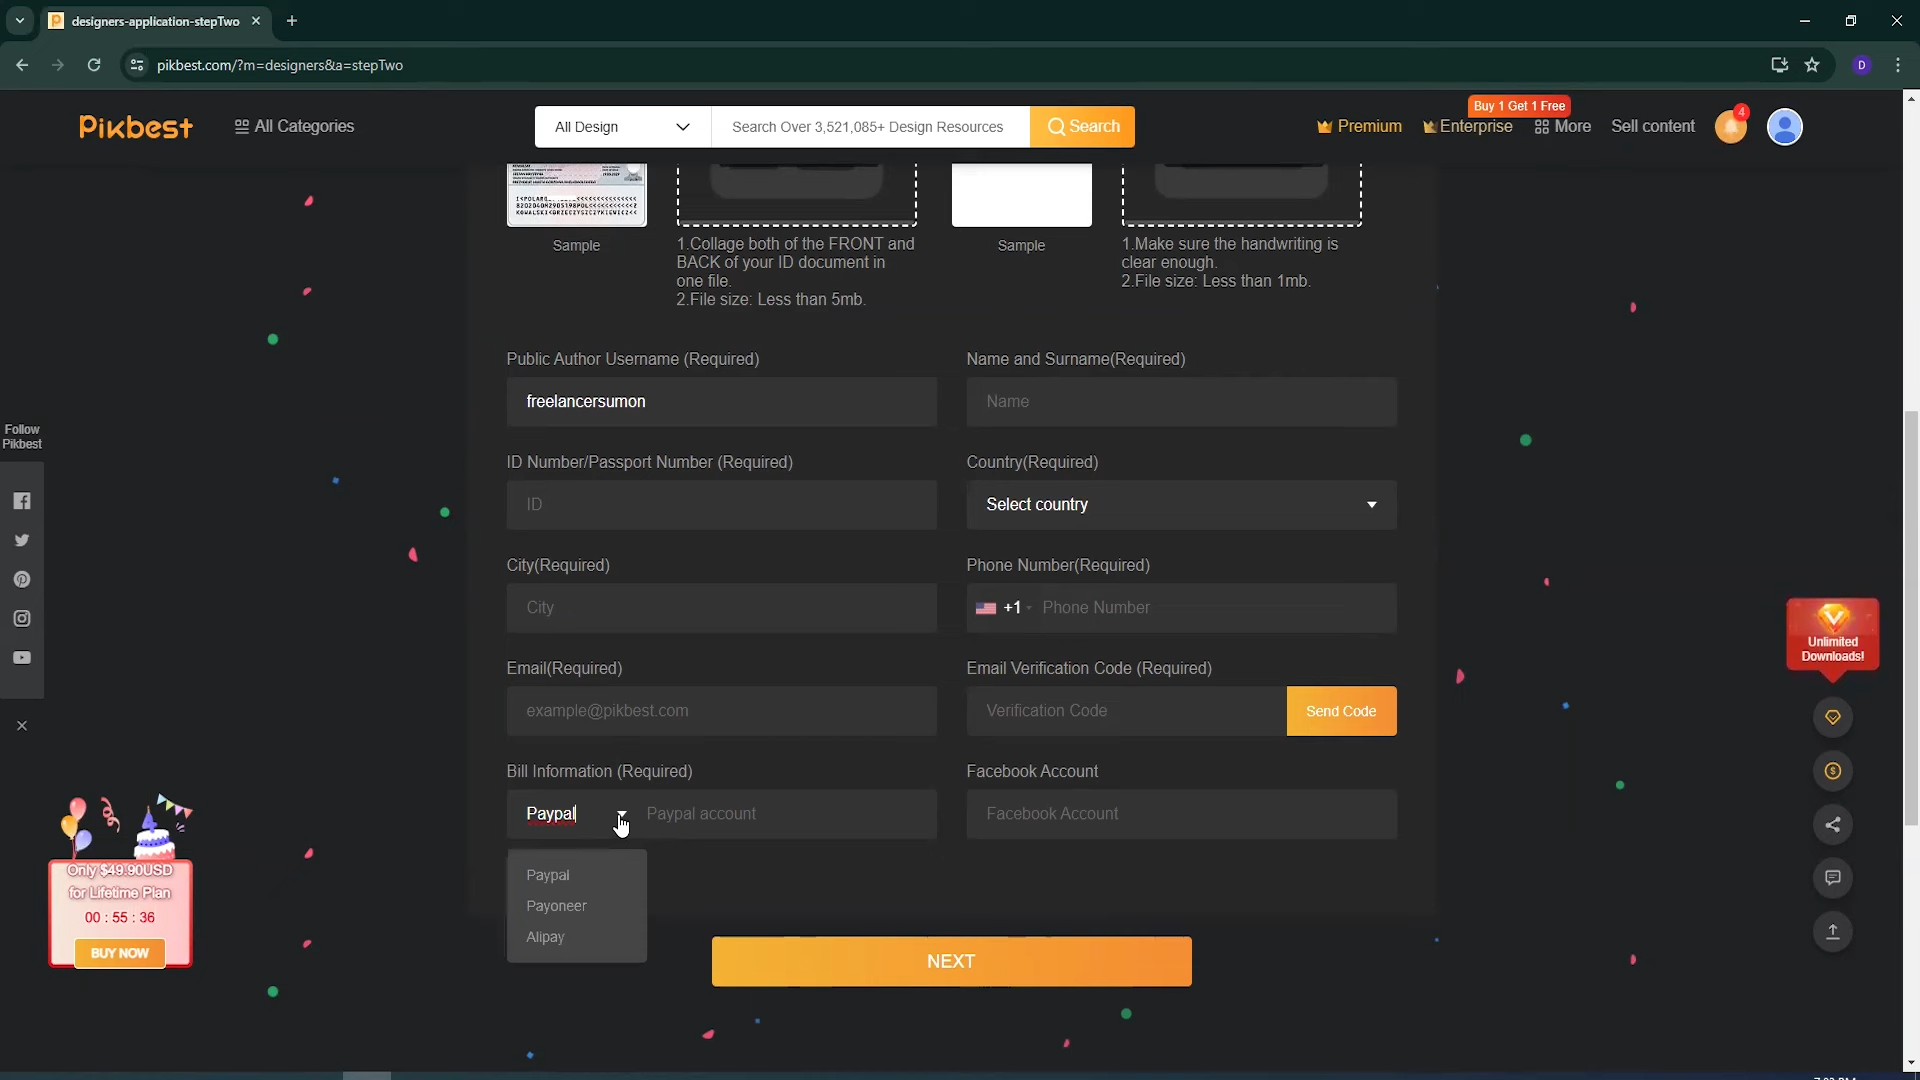 designers-application-stepTwo
pikbest.com/?m=designers&a=stepTwo
D
Pikbest
All Categories
All Design
Search Over 3,521,085+ Design Resources
Search
Premium
Buy 1 Get 1 Free
Enterprise
More
Sell content
4
Sample
1.Collage both of the FRONT and
BACK of your ID document in
one file.
2.File size: Less than 5mb.
Sample
1.Make sure the handwriting is
clear enough.
2.File size: Less than 1mb.
Public Author Username (Required)
Name and Surname(Required)
freelancersumon
Name
Follow
Pikbest
ID Number/Passport Number (Required)
Country(Required)
ID
Select country
City(Required)
Phone Number(Required)
City
+1
Phone Number
Unlimited
Downloads!
Email(Required)
Email Verification Code (Required)
example@pikbest.com
Verification Code
Send Code
Bill Information (Required)
Facebook Account
Paypal
Paypal account
Facebook Account
Paypal
Payoneer
Alipay
Only $49.90USD
for Lifetime Plan
00 : 55 : 36
BUY NOW
NEXT